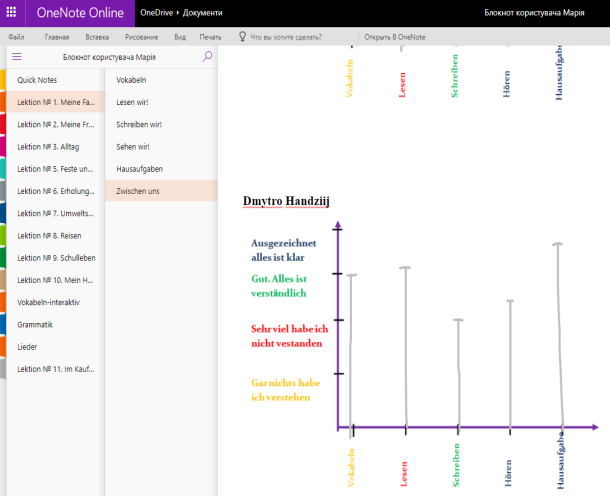 OneNote Online
OneDrive
Документи
Блокнот користувача Марія
Файл
Главная
Вставка
Рисование
Вид
Печать
Что вы хотите сделать?
Открыть В OneNote
Блокнот користувача Марія
Quick Notes
Lektion № 1. Meine Fa...
Lektion № 2. Meine Fr...
Lektion № 3. Alltag
Lektion № 5. Feste un...
Lektion № 6. Erholung...
Lektion № 7. Umwelts...
Lektion № 8. Reisen
Lektion № 9. Schulleben
Lektion № 10. Mein H...
Vokabeln-interaktiv
Grammatik
Lieder
Lektion № 11. Im Kauf...
Vokabeln
Lesen wir!
Schreiben wir!
Sehen wir!
Hausaufgaben
Zwischen uns
Vokabeln
Lesen
Schreiben
Hören
Hausaufgabe
Dmytro Handziij
Ausgezeichnet
alles ist klar
Gut. Alles ist
verständlich
Sehr viel habe ich
nicht vestanden
Gar nichts habe
ich verstehen
Vokabeln
Lesen
Schreiben
Hören
Hausaufgabe